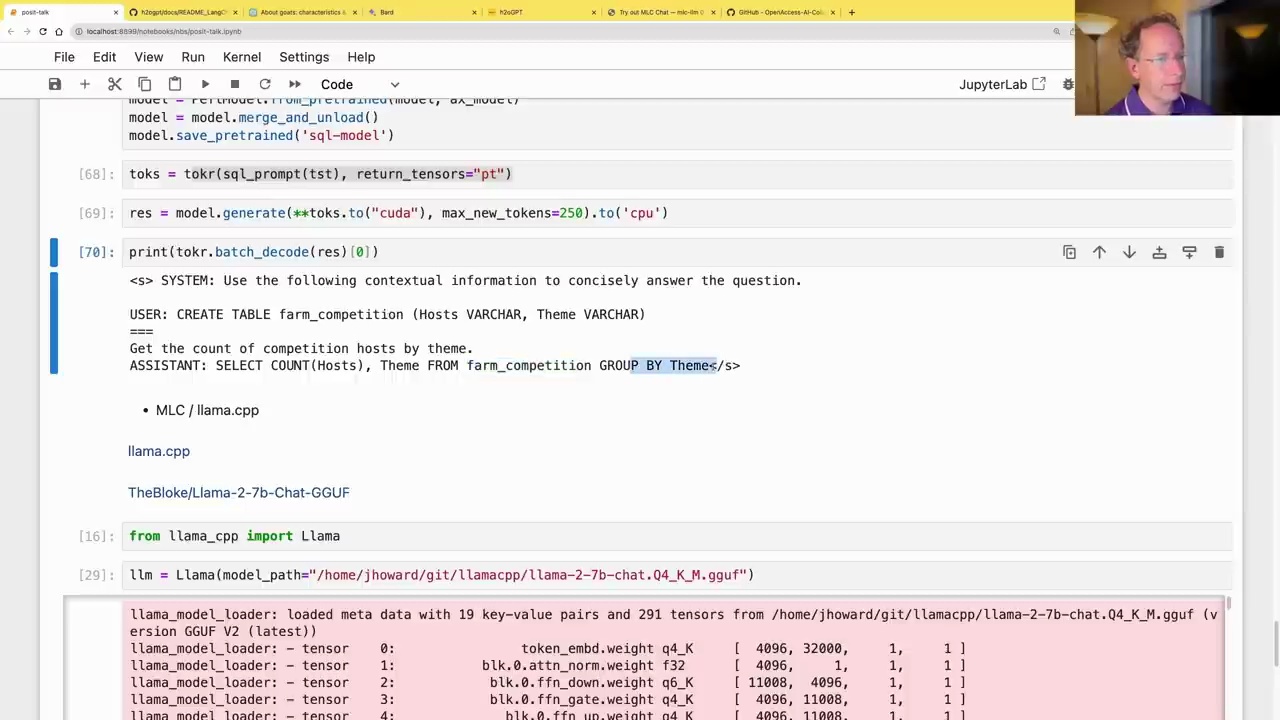 posit-talk
h2ogpt/docs/README_LangCh
About goats: characteristics &
Bard
h2oGPT
Try out MLC Chat — mlc-llm 0
GitHub - OpenAccess-AI-Col
localhost:8899/notebooks/nbs/posit-talk.ipynb
File Edit View Run Kernel Settings Help
Code
JupyterLab
model = PeftModel.from_pretrained(model, ax_model)
model = model.merge_and_unload()
model.save_pretrained('sql-model')
[68]: toks = tokr(sql_prompt(tst), return_tensors="pt")
[69]: res = model.generate(**toks.to("cuda"), max_new_tokens=250).to('cpu')
[70]: print(tokr.batch_decode(res)[0])
<s> SYSTEM: Use the following contextual information to concisely answer the question.
USER: CREATE TABLE farm_competition (Hosts VARCHAR, Theme VARCHAR)
===
Get the count of competition hosts by theme.
ASSISTANT: SELECT COUNT(Hosts), Theme FROM farm_competition GROUP BY Theme</s>
• MLC / llama.cpp
llama.cpp
TheBloke/Llama-2-7b-Chat-GGUF
[16]: from llama_cpp import Llama
[29]: llm = Llama(model_path="/home/jhoward/git/llamacpp/llama-2-7b-chat.Q4_K_M.gguf")
llama_model_loader: loaded meta data with 19 key-value pairs and 291 tensors from /home/jhoward/git/llamacpp/llama-2-7b-chat.Q4_K_M.gguf (v
ersion GGUF V2 (latest))
llama_model_loader: - tensor 0: token_embd.weight q4_K [ 4096, 32000, 1, 1 ]
llama_model_loader: - tensor 1: blk.0.attn_norm.weight f32 [ 4096, 1, 1, 1 ]
llama_model_loader: - tensor 2: blk.0.ffn_down.weight q6_K [ 11008, 4096, 1, 1 ]
llama_model_loader: - tensor 3: blk.0.ffn_gate.weight q4_K [ 4096, 11008, 1, 1 ]
llama_model_loader: - tensor 4: blk.0.ffn_up.weight q4_K [ 4096, 11008, 1, 1 ]